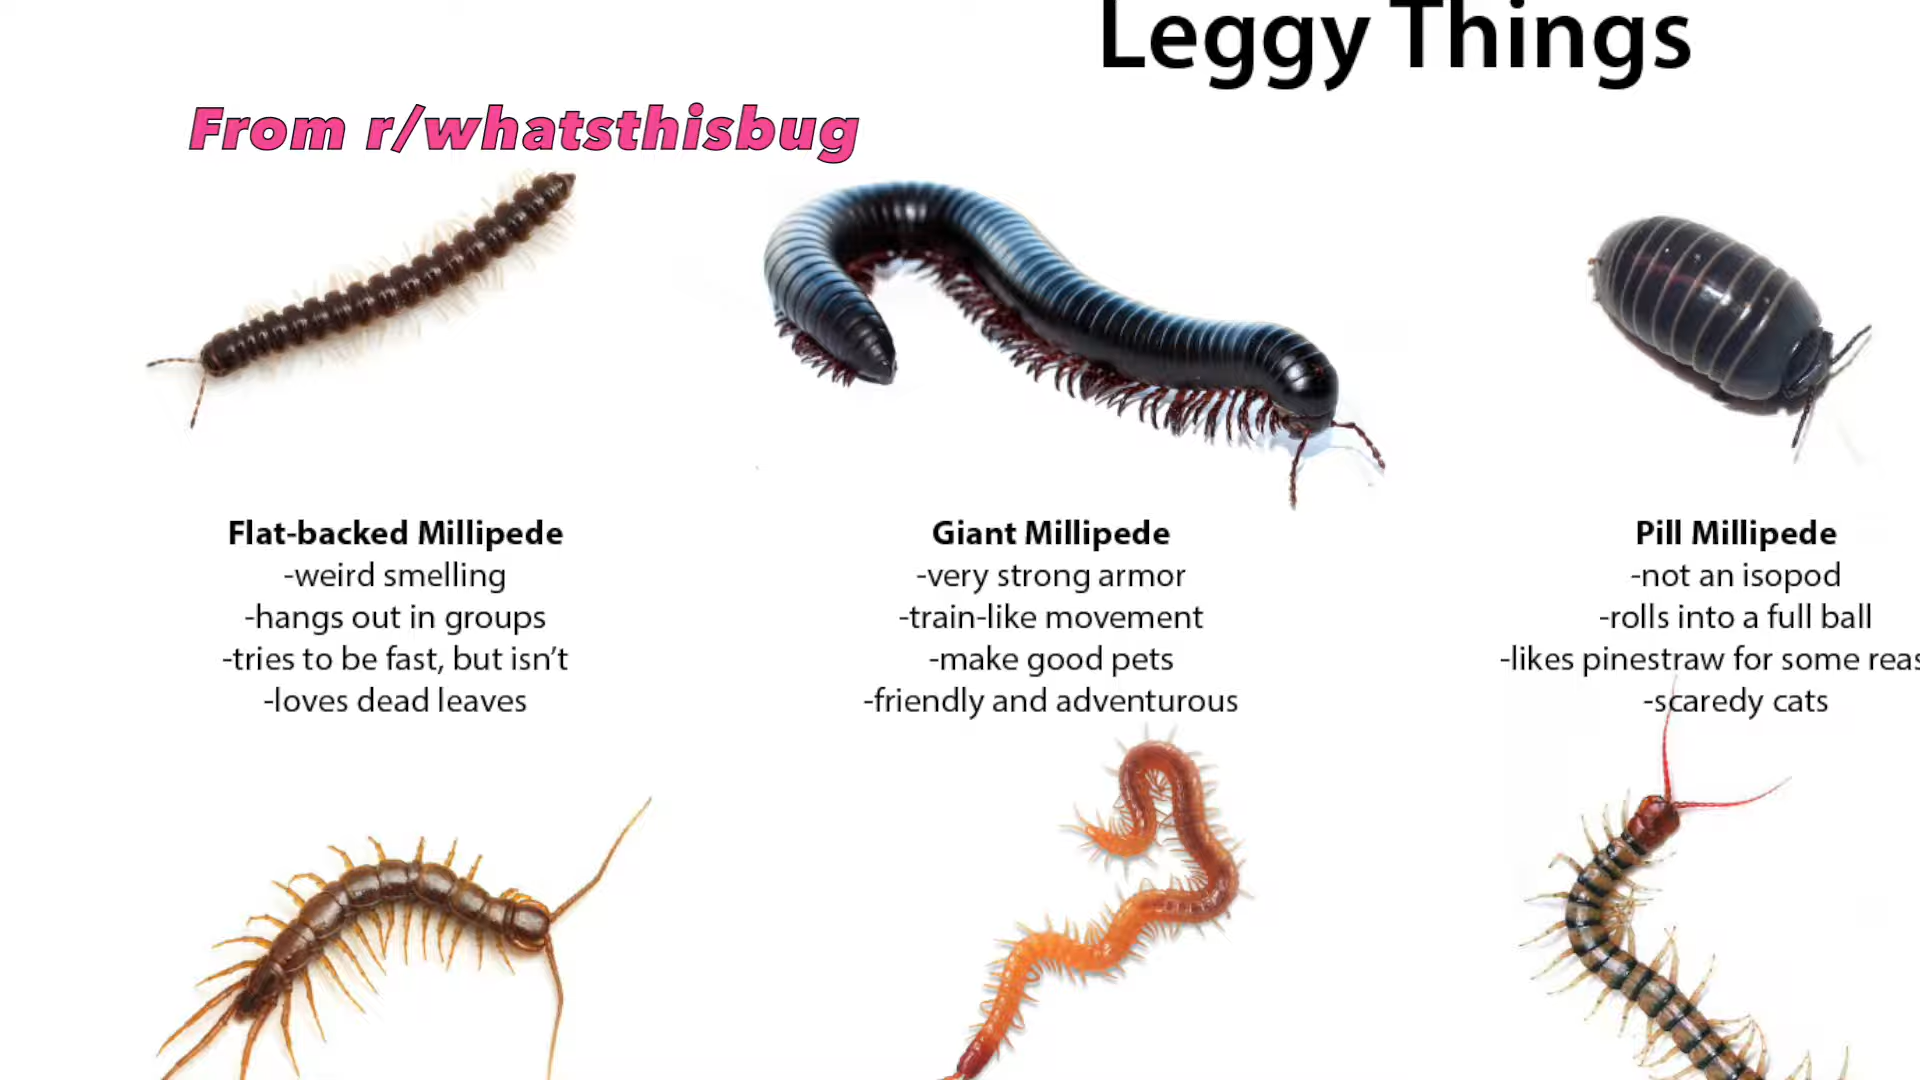 Leggy Things
From r/whatsthisbug
Flat-backed Millipede
-weird smelling
-hangs out in groups
-tries to be fast, but isn’t
-loves dead leaves
Giant Millipede
-very strong armor
-train-like movement
-make good pets
-friendly and adventurous
Pill Millipede
-not an isopod
-rolls into a full ball
-likes pinestraw for some
-scaredy cats